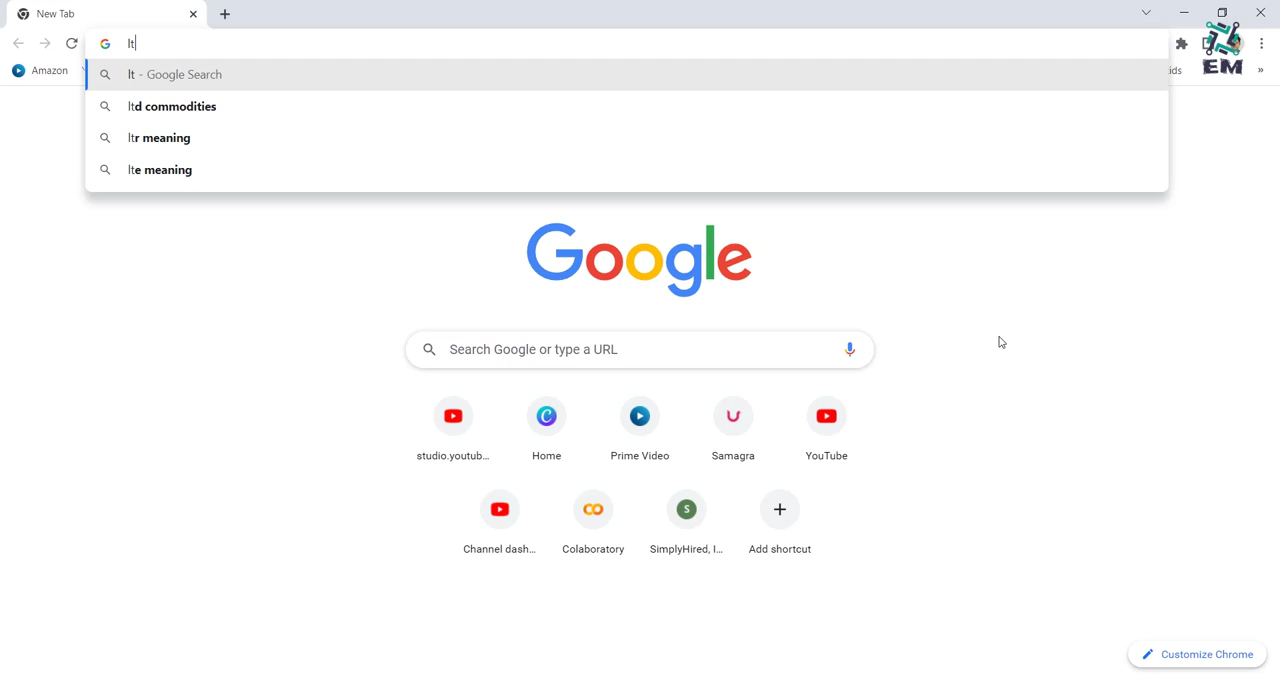 New Tab
lt
Amazon
ids
»
EM
lt - Google Search
ltd commodities
ltr meaning
lte meaning
Google
Search Google or type a URL
studio.youtub...
Home
Prime Video
Samagra
YouTube
S
Channel dash...
Colaboratory
SimplyHired, I...
Add shortcut
Customize Chrome